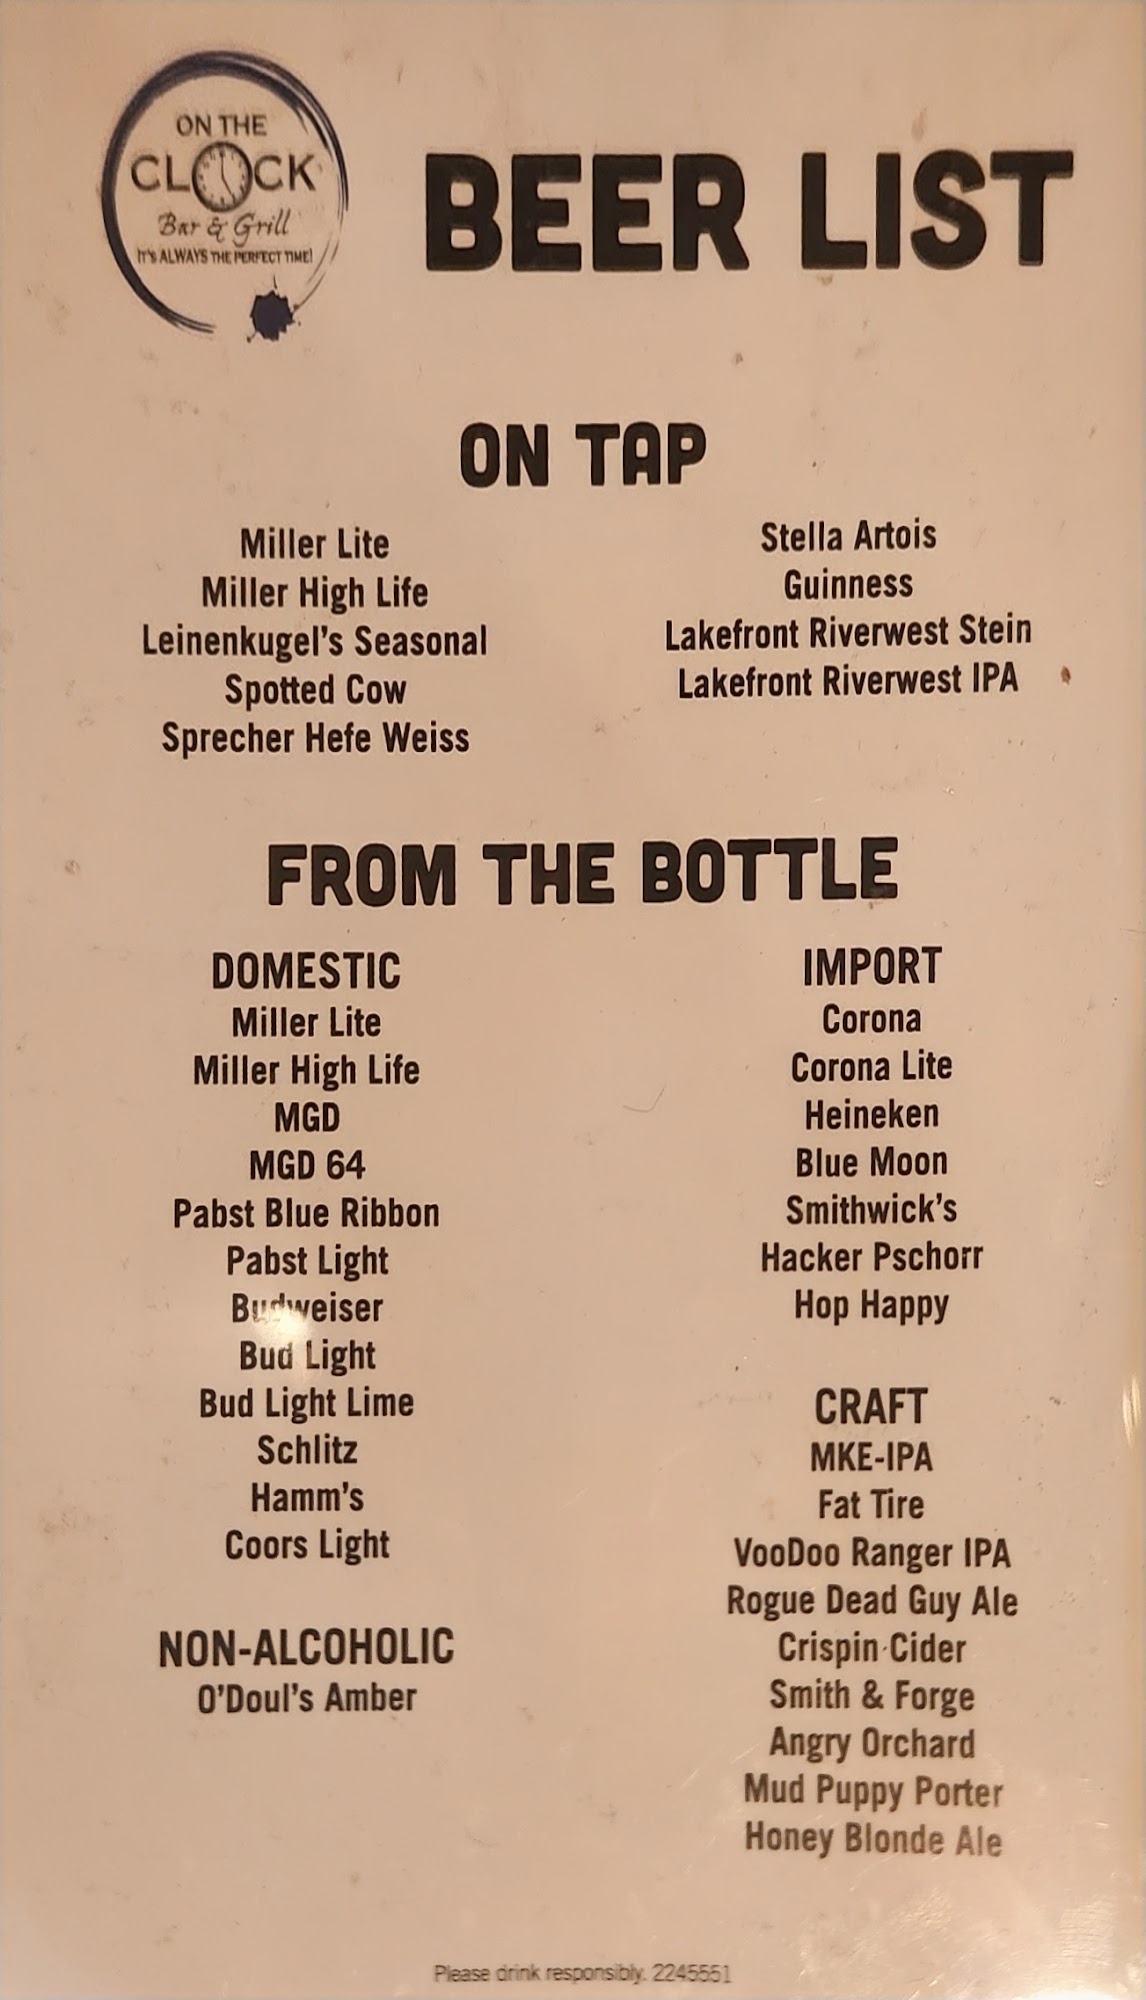 ON THE
CLOCK
Bar & Grill
IT'S ALWAYS THE PERFECT TIME!
BEER LIST
ON TAP
Miller Lite
Miller High Life
Leinenkugel's Seasonal
Spotted Cow
Sprecher Hefe Weiss
Stella Artois
Guinness
Lakefront Riverwest Stein
Lakefront Riverwest IPA
FROM THE BOTTLE
DOMESTIC
Miller Lite
Miller High Life
MGD
MGD 64
Pabst Blue Ribbon
Pabst Light
Budweiser
Bud Light
Bud Light Lime
Schlitz
Hamm's
Coors Light
NON-ALCOHOLIC
O'Doul's Amber
IMPORT
Corona
Corona Lite
Heineken
Blue Moon
Smithwick's
Hacker Pschorr
Hop Happy
CRAFT
MKE-IPA
Fat Tire
VooDoo Ranger IPA
Rogue Dead Guy Ale
Crispin Cider
Smith & Forge
Angry Orchard
Mud Puppy Porter
Honey Blonde Ale
Please drink responsibly. 2245551